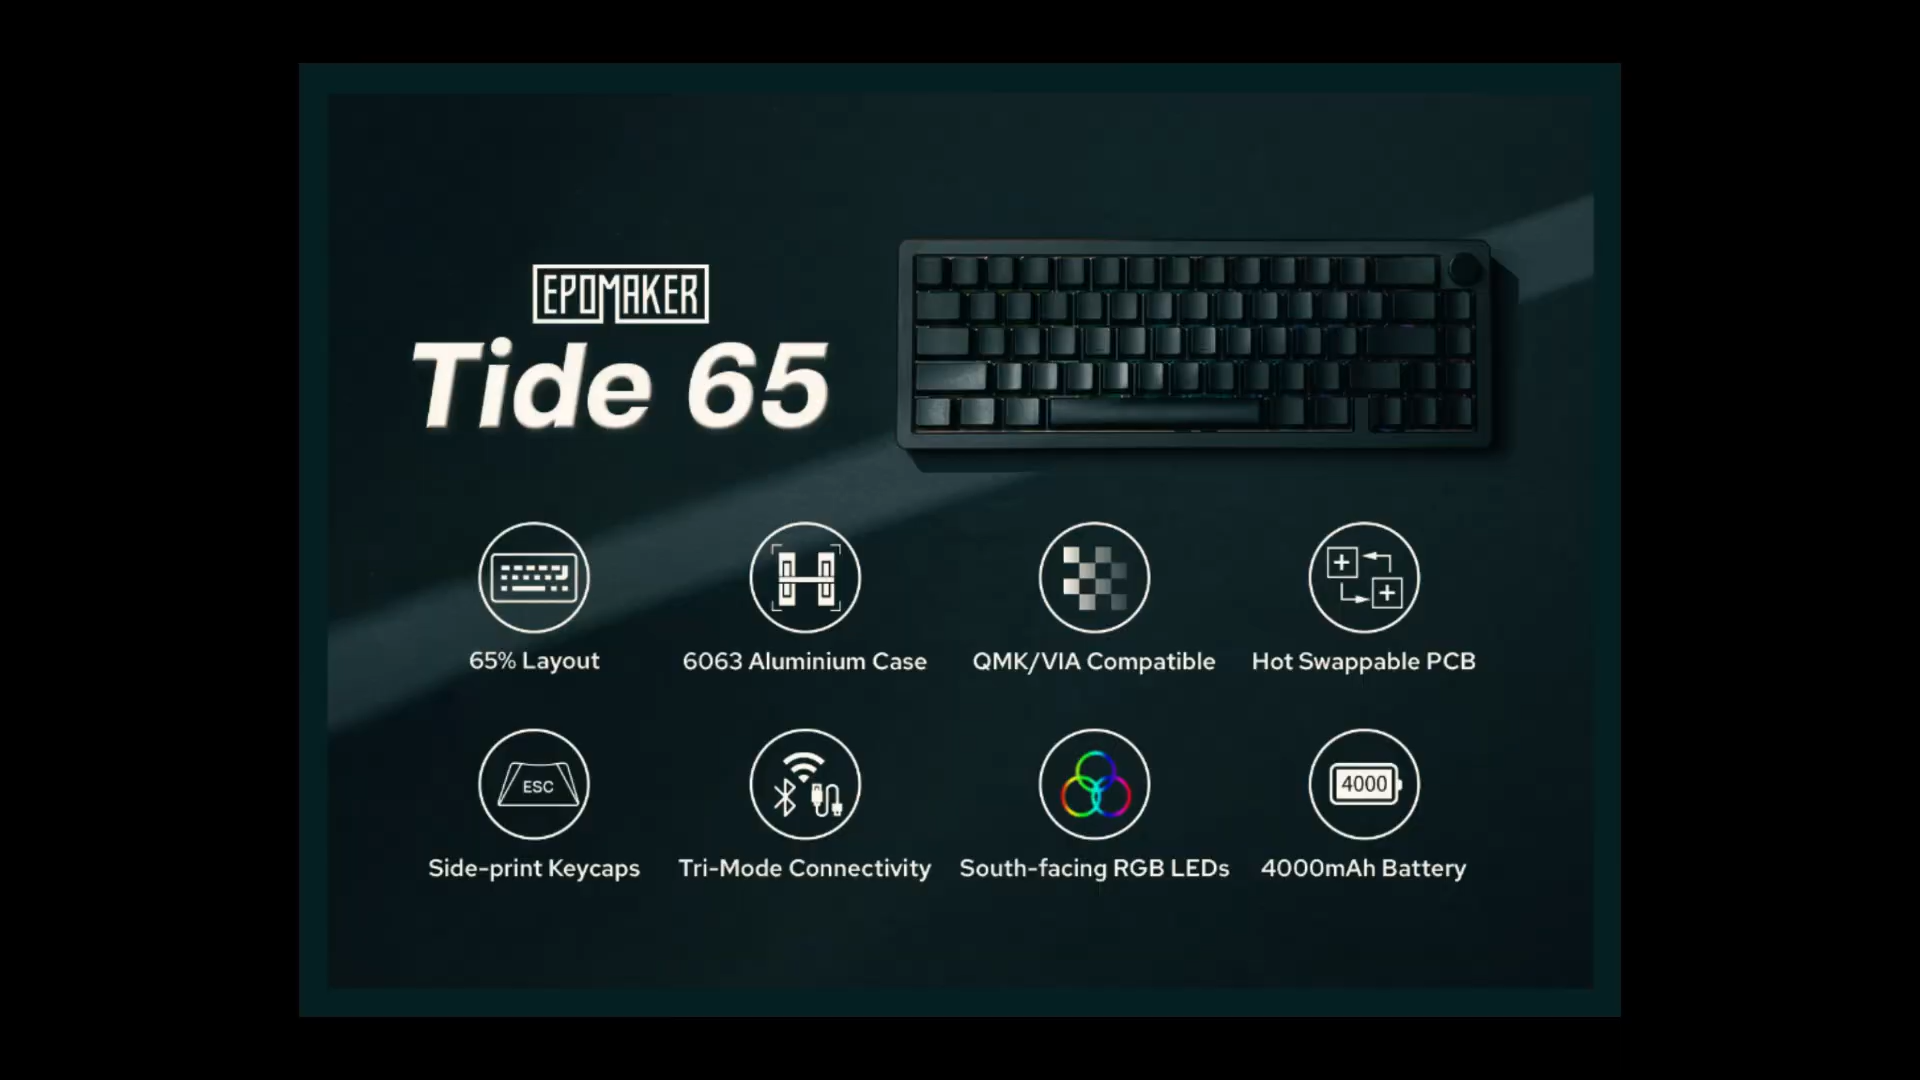 EPOMAKER
Tide 65
65% Layout
6063 Aluminium Case
QMK/VIA Compatible
Hot Swappable PCB
ESC
4000
Side-print Keycaps
Tri-Mode Connectivity
South-facing RGB LEDs
4000mAh Battery